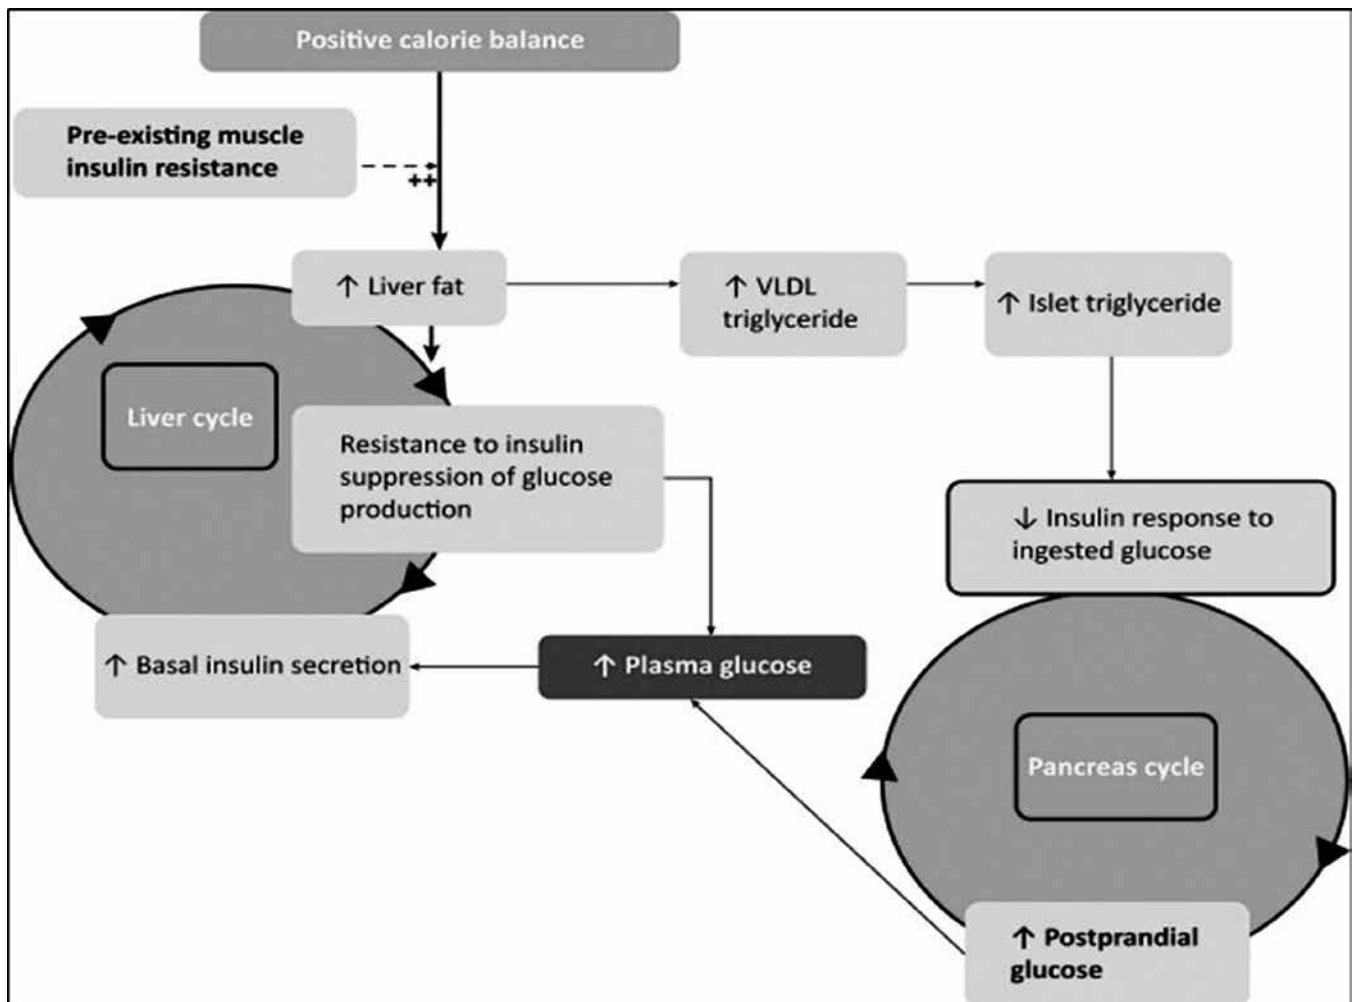 Positive calorie balance
Pre-existing muscle
insulin resistance
++
↑ Liver fat
↑ VLDL
triglyceride
↑ Islet triglyceride
Liver cycle
Resistance to insulin
suppression of glucose
production
↓ Insulin response to
ingested glucose
↑ Basal insulin secretion
↑ Plasma glucose
Pancreas cycle
↑ Postprandial
glucose